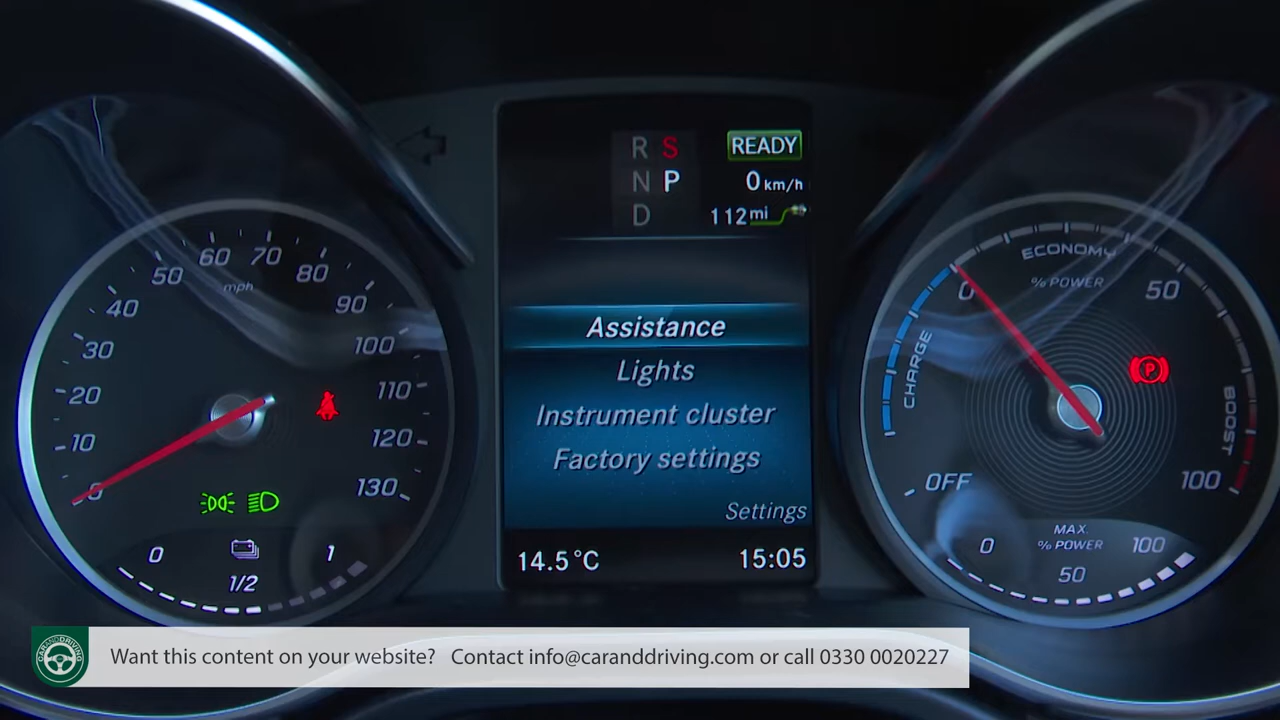 R S
N P
D
READY
0 km/h
112 mi
Assistance
Lights
Instrument cluster
Factory settings
Settings
14.5°C
15:05
0
10
20
30
40
50
60
70
80
90
100
110
120
130
mph
0
1/2
1
ECONOMY
% POWER
0
50
100
CHARGE
BOOST
OFF
P
MAX.
% POWER
0
50
100
CARANDDRIVING
Want this content on your website? Contact info@caranddriving.com or call 0330 0020227